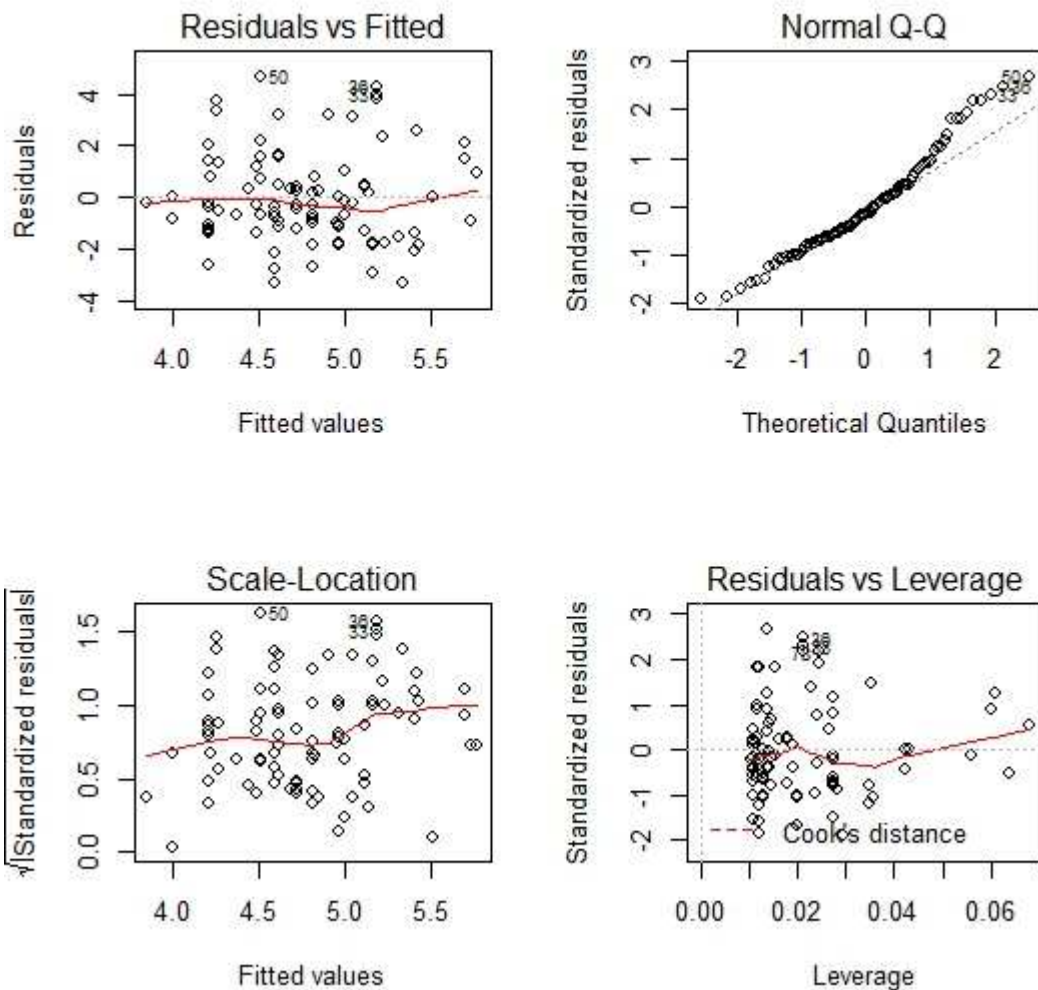 Residuals vs Fitted
Residuals
4
2
0
-2
-4
50
36
33
4.0 4.5 5.0 5.5
Fitted values
Normal Q-Q
Standardized residuals
3
2
1
0
-1
-2
50
36
33
-2 -1 0 1 2
Theoretical Quantiles
Scale-Location
√|Standardized residuals|
1.5
1.0
0.5
0.0
50
36
33
4.0 4.5 5.0 5.5
Fitted values
Residuals vs Leverage
Standardized residuals
3
2
1
0
-1
-2
36
Cook's distance
0.00 0.02 0.04 0.06
Leverage